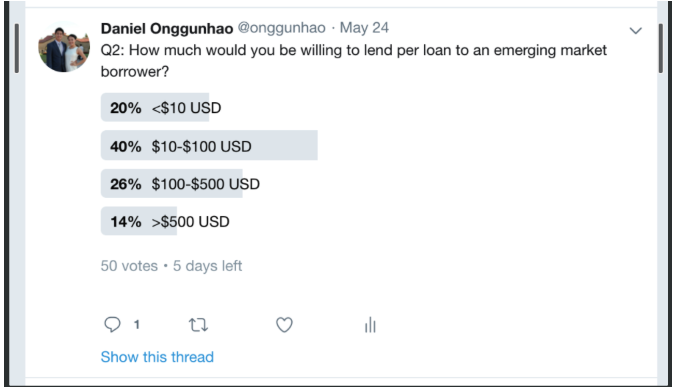 Daniel Onggunhao @onggunhao · May 24
Q2: How much would you be willing to lend per loan to an emerging market
borrower?
20% <$10 USD
40% $10-$100 USD
26% $100-$500 USD
14% >$500 USD
50 votes • 5 days left
1
Show this thread